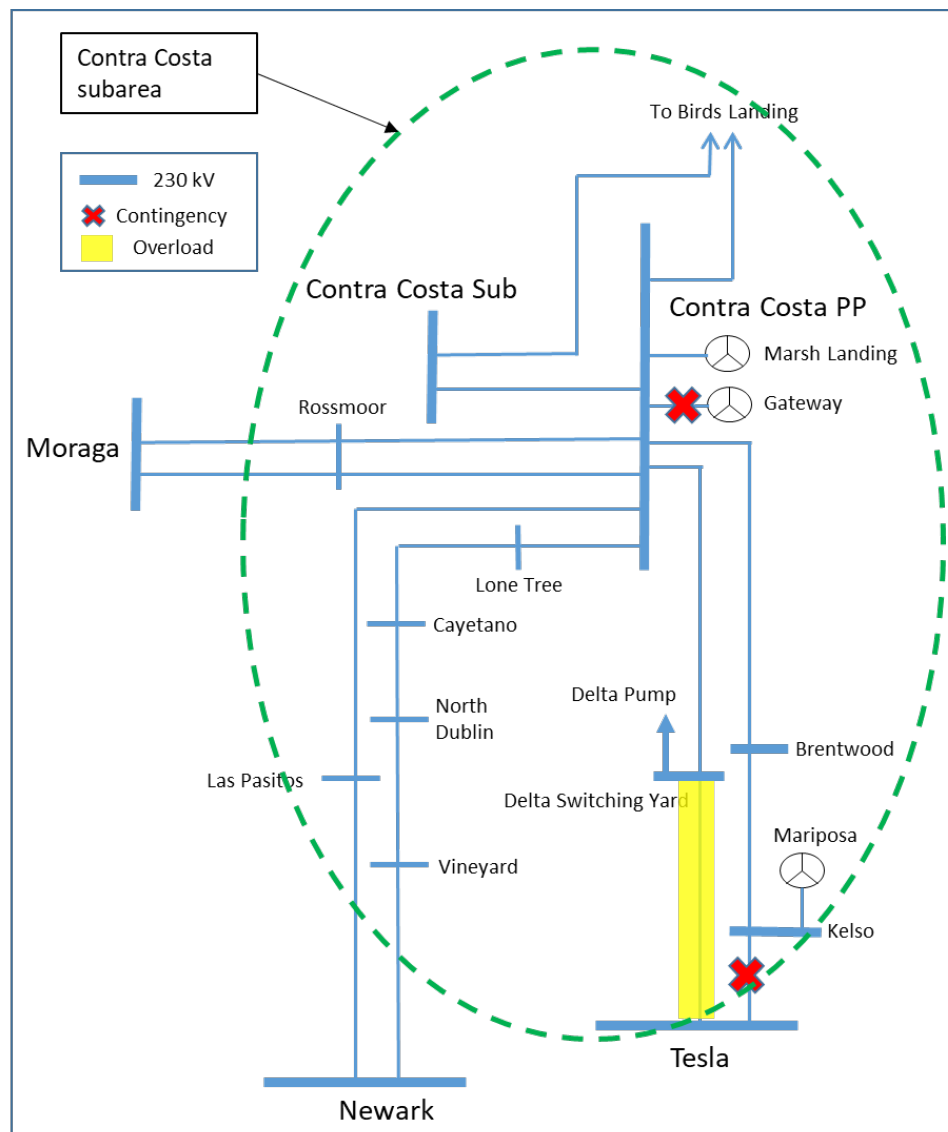 Contra Costa
subarea
To Birds Landing
230 kV
Contingency
Overload
Contra Costa Sub
Contra Costa PP
Marsh Landing
Gateway
Rossmoor
Moraga
Lone Tree
Cayetano
North
Dublin
Delta Pump
Brentwood
Las Pasitos
Delta Switching Yard
Mariposa
Vineyard
Kelso
Tesla
Newark